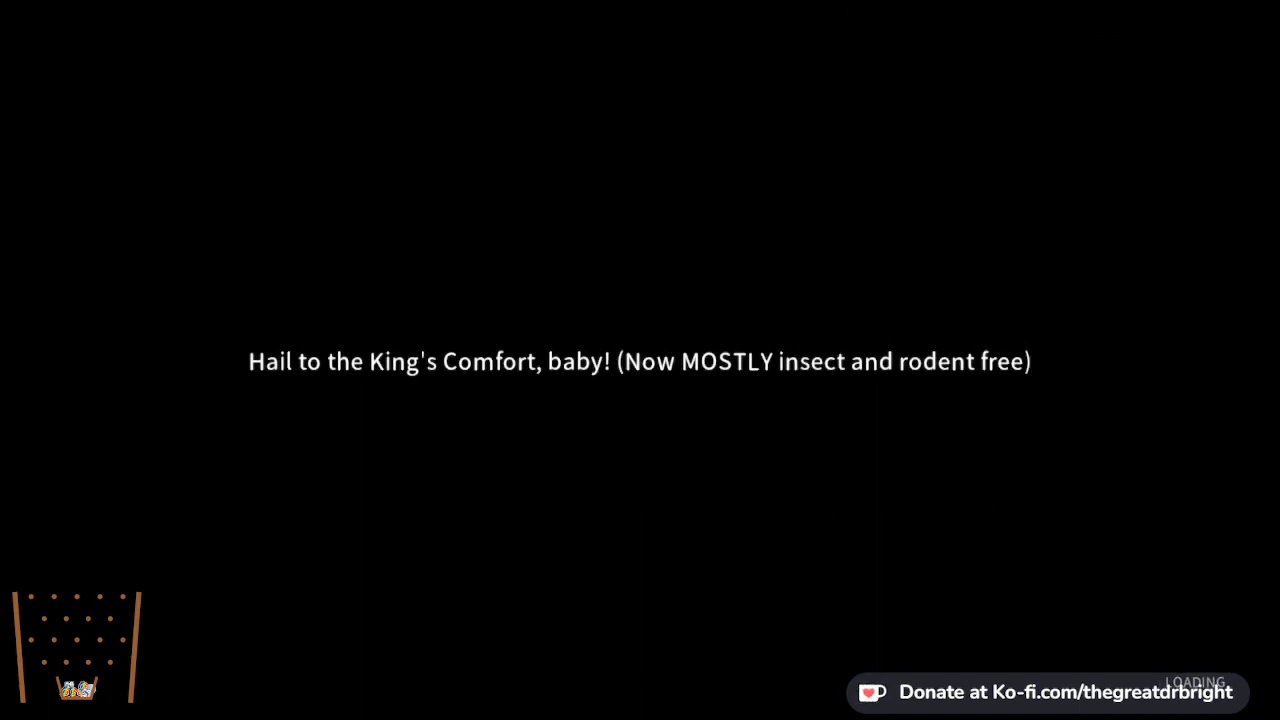 Hail to the King's Comfort, baby! (Now MOSTLY insect and rodent free)
LOADING
Donate at Ko-fi.com/thegreatdrbright